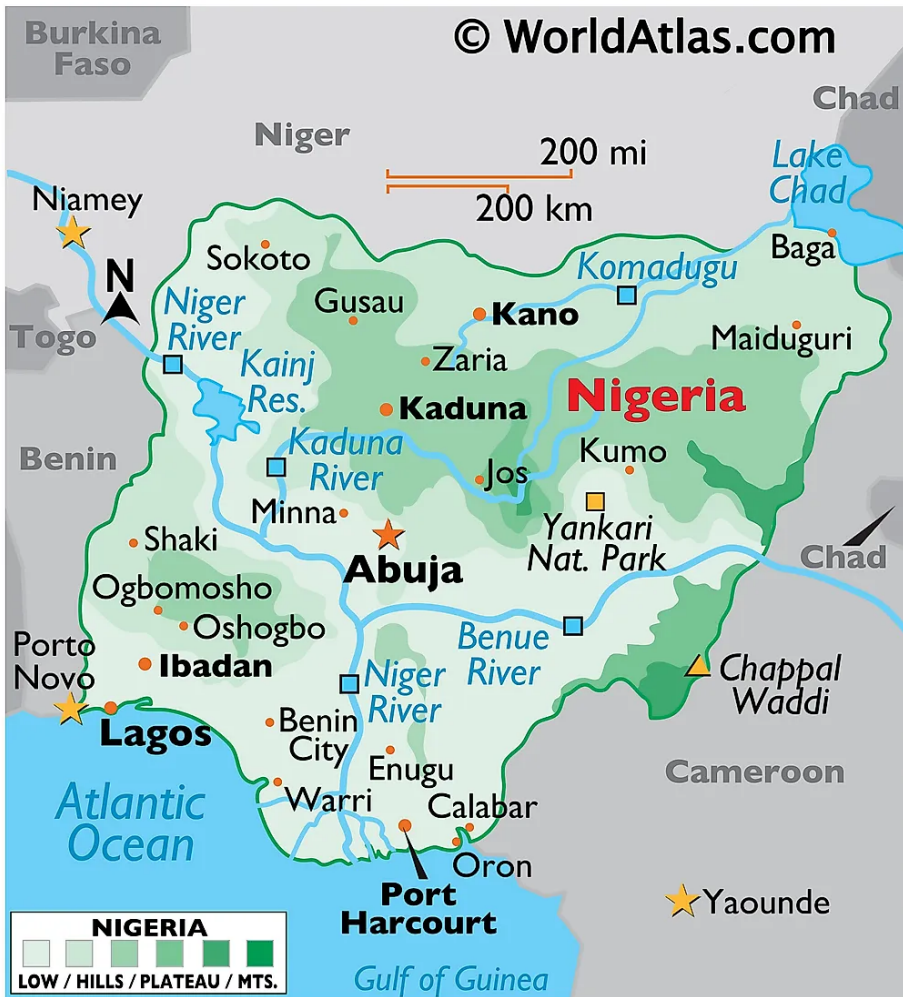 Burkina
Faso
© WorldAtlas.com
Chad
Niger
200 mi
200 km
Lake
Chad
Niamey
Sokoto
Baga
N
Komadugu
Niger
River
Gusau
Kano
Togo
Maiduguri
Kainj
Res.
Zaria
Nigeria
Kaduna
Benin
Kaduna
River
Kumo
Jos
Minna
Yankari
Nat. Park
Shaki
Abuja
Chad
Ogbomosho
Oshogbo
Benue
River
Porto
Novo
Ibadan
Niger
River
Chappal
Waddi
Lagos
Benin
City
Enugu
Cameroon
Atlantic
Ocean
Warri
Calabar
Oron
Port
Harcourt
Yaounde
NIGERIA
LOW / HILLS / PLATEAU / MTS.
Gulf of Guinea